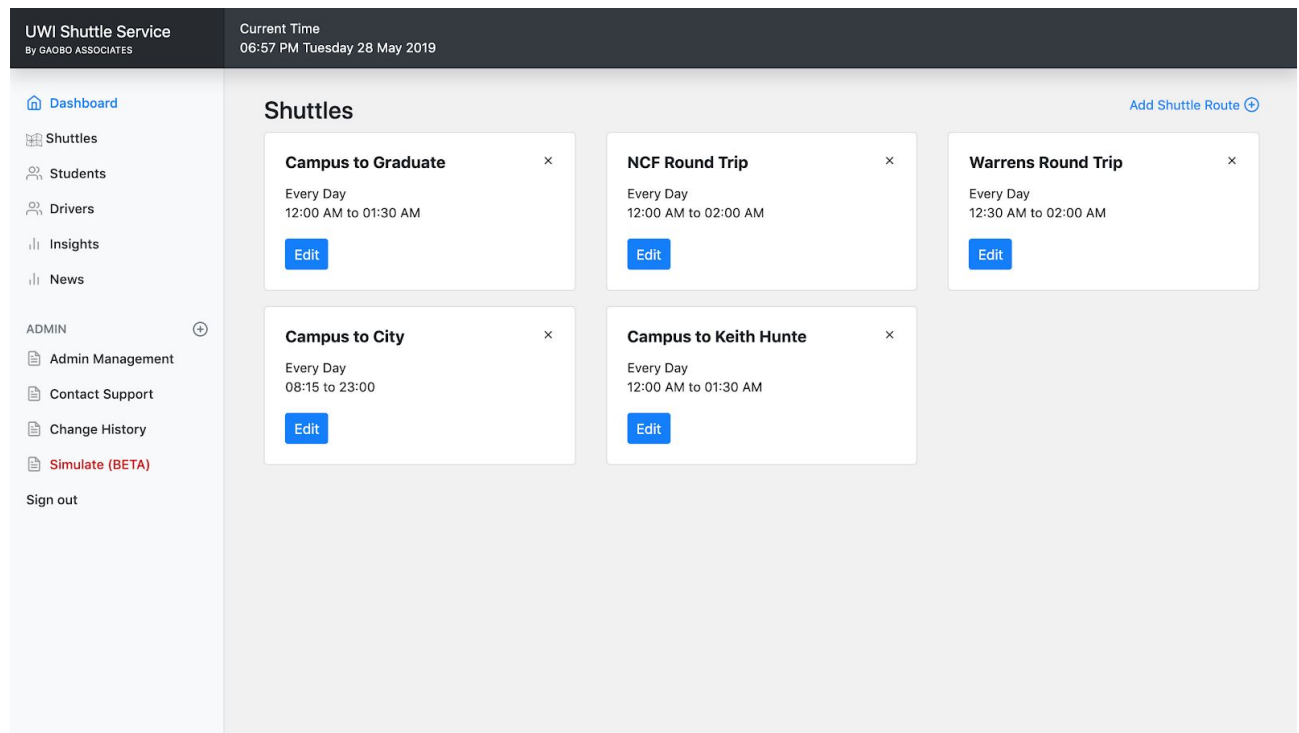 UWI Shuttle Service
By GAOBO ASSOCIATES
Current Time
06:57 PM Tuesday 28 May 2019
Dashboard
Shuttles
Students
Drivers
Insights
News
ADMIN
Admin Management
Contact Support
Change History
Simulate (BETA)
Sign out
Shuttles
Add Shuttle Route
Campus to Graduate
Every Day
12:00 AM to 01:30 AM
Edit
NCF Round Trip
Every Day
12:00 AM to 02:00 AM
Edit
Warrens Round Trip
Every Day
12:30 AM to 02:00 AM
Edit
Campus to City
Every Day
08:15 to 23:00
Edit
Campus to Keith Hunte
Every Day
12:00 AM to 01:30 AM
Edit